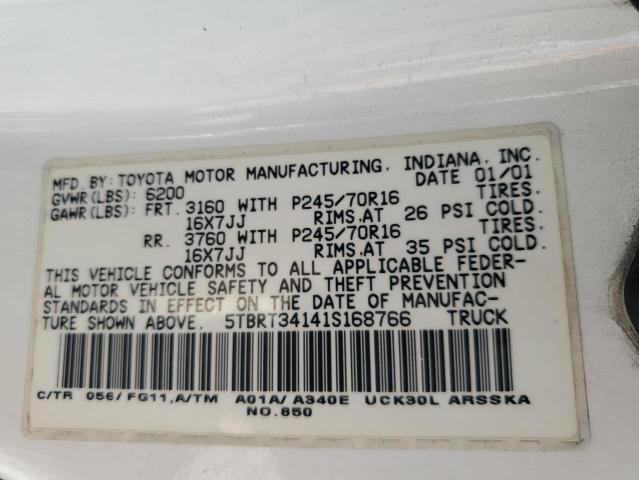 MFD. BY: TOYOTA MOTOR MANUFACTURING, INDIANA, INC.
GVWR(LBS): 6200 DATE 01/01
GAWR(LBS): FRT. 3160 WITH P245/70R16 TIRES.
16X7JJ RIMS.AT 26 PSI COLD.
RR. 3760 WITH P245/70R16 TIRES.
16X7JJ RIMS.AT 35 PSI COLD.
THIS VEHICLE CONFORMS TO ALL APPLICABLE FEDER-
AL MOTOR VEHICLE SAFETY AND THEFT PREVENTION
STANDARDS IN EFFECT ON THE DATE OF MANUFAC-
TURE SHOWN ABOVE. 5TBRT34141S168766 TRUCK
C/TR 056/ FG11,A/TM A01A/ A340E UCK30L ARSSKA
NO.850